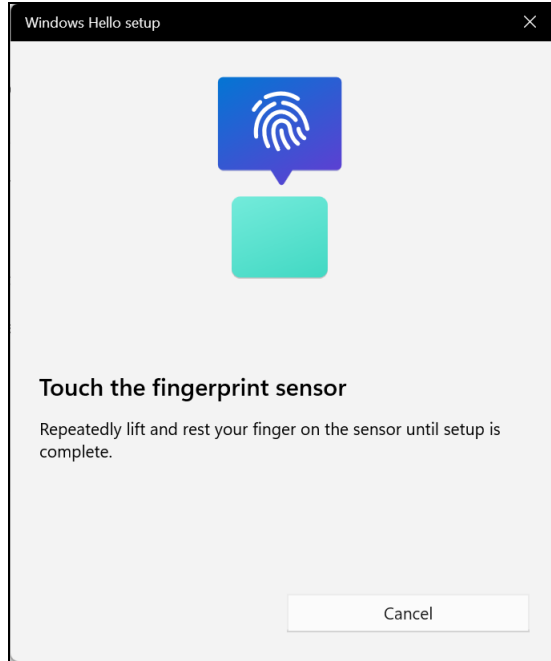 Windows Hello setup
Touch the fingerprint sensor
Repeatedly lift and rest your finger on the sensor until setup is
complete.
Cancel